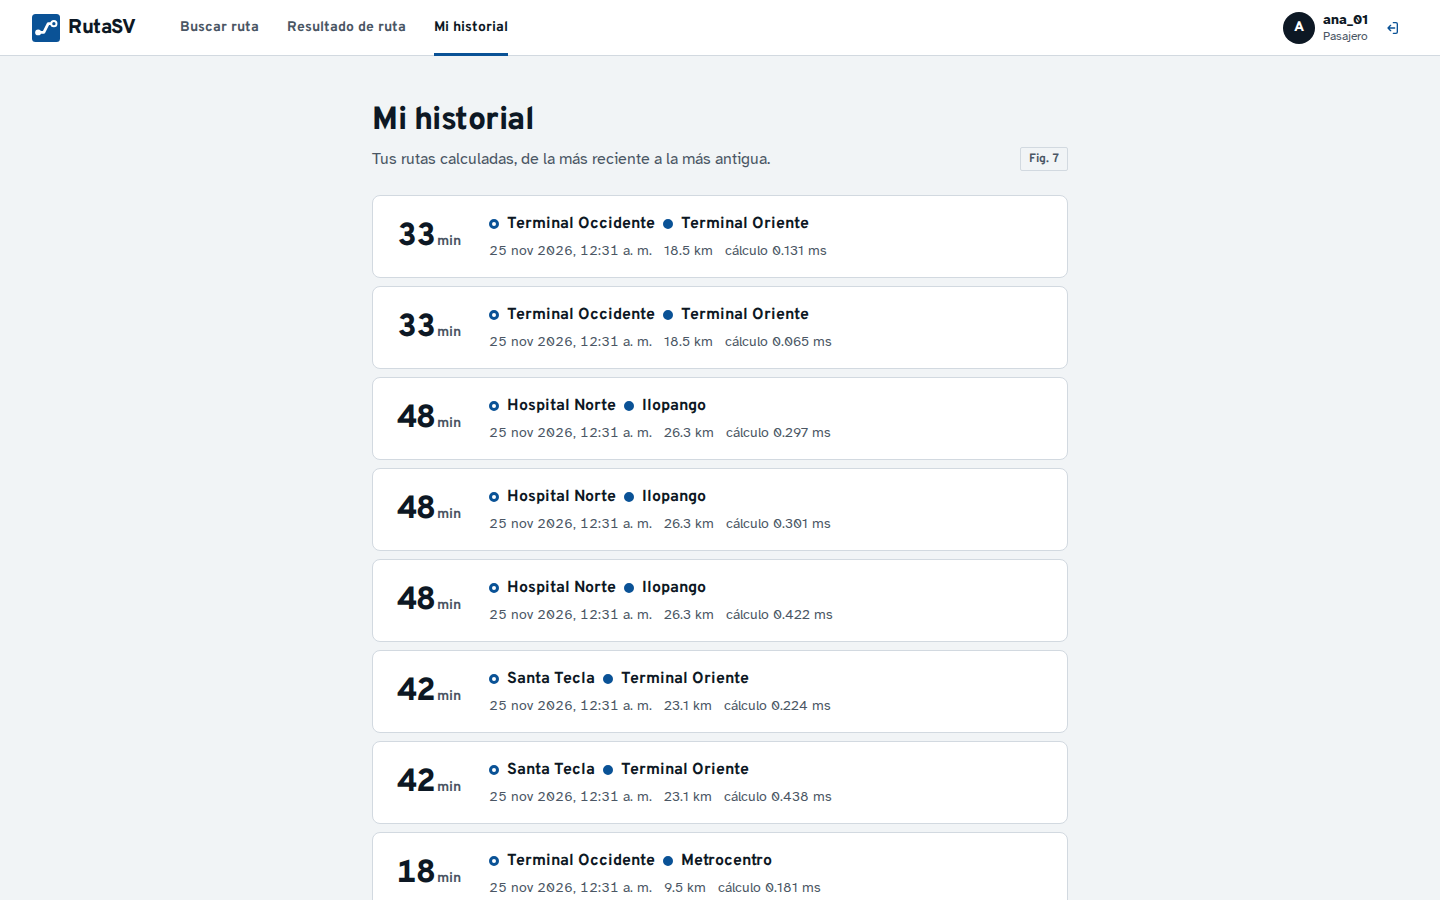 RutaSV Buscar ruta Resultado de ruta Mi historial A ana_01
Pasajero
Mi historial
Tus rutas calculadas, de la más reciente a la más antigua. Fig. 7
33 min Terminal Occidente Terminal Oriente
25 nov 2026, 12:31 a. m. 18.5 km cálculo 0.131 ms
33 min Terminal Occidente Terminal Oriente
25 nov 2026, 12:31 a. m. 18.5 km cálculo 0.065 ms
48 min Hospital Norte Ilopango
25 nov 2026, 12:31 a. m. 26.3 km cálculo 0.297 ms
48 min Hospital Norte Ilopango
25 nov 2026, 12:31 a. m. 26.3 km cálculo 0.301 ms
48 min Hospital Norte Ilopango
25 nov 2026, 12:31 a. m. 26.3 km cálculo 0.422 ms
42 min Santa Tecla Terminal Oriente
25 nov 2026, 12:31 a. m. 23.1 km cálculo 0.224 ms
42 min Santa Tecla Terminal Oriente
25 nov 2026, 12:31 a. m. 23.1 km cálculo 0.438 ms
18 min Terminal Occidente Metrocentro
25 nov 2026, 12:31 a. m. 9.5 km cálculo 0.181 ms